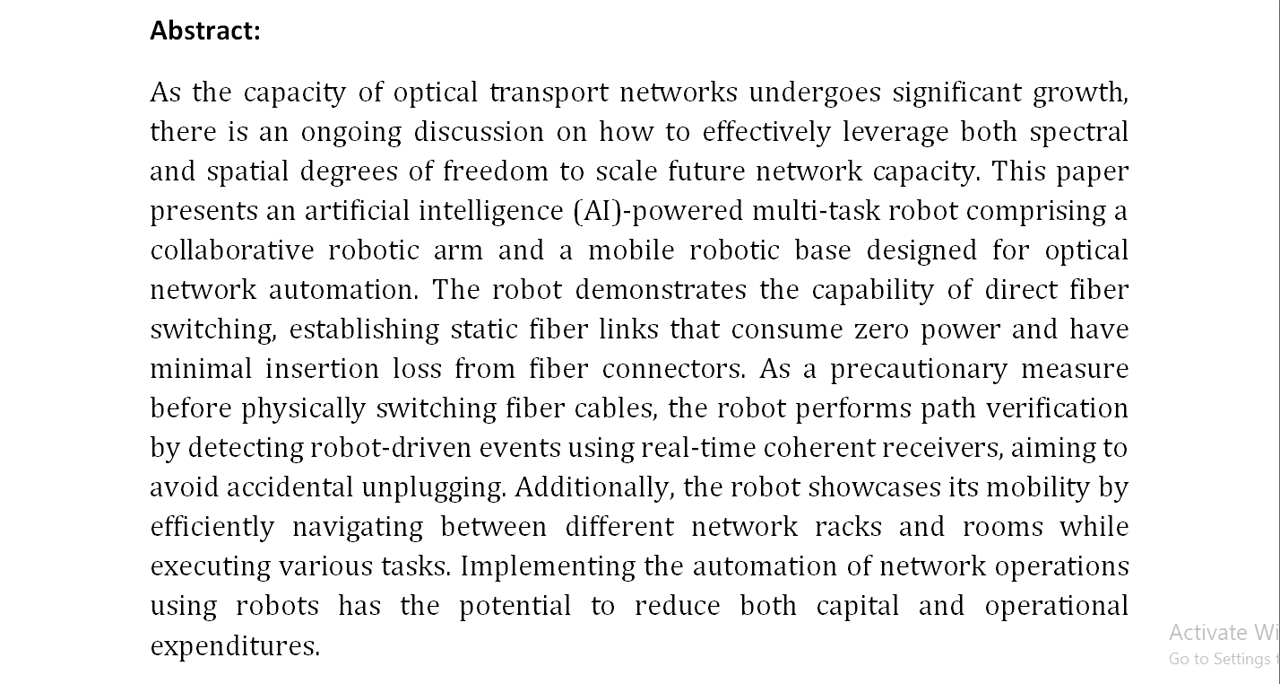 Abstract:
As the capacity of optical transport networks undergoes significant growth,
there is an ongoing discussion on how to effectively leverage both spectral
and spatial degrees of freedom to scale future network capacity. This paper
presents an artificial intelligence (AI)-powered multi-task robot comprising a
collaborative robotic arm and a mobile robotic base designed for optical
network automation. The robot demonstrates the capability of direct fiber
switching, establishing static fiber links that consume zero power and have
minimal insertion loss from fiber connectors. As a precautionary measure
before physically switching fiber cables, the robot performs path verification
by detecting robot-driven events using real-time coherent receivers, aiming to
avoid accidental unplugging. Additionally, the robot showcases its mobility by
efficiently navigating between different network racks and rooms while
executing various tasks. Implementing the automation of network operations
using robots has the potential to reduce both capital and operational
expenditures.
Activate Wi
Go to Settings